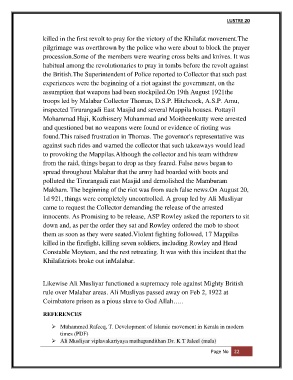 LUSTRE 20
killed in the first revolt to pray for the victory of the Khilafat movement.The
pilgrimage was overthrown by the police who were about to block the prayer
procession.Some of the members were wearing cross belts and knives. It was
habitual among the revolutionaries to pray in tombs before the revolt against
the British.The Superintendent of Police reported to Collector that such past
experiences were the beginning of a riot against the government, on the
assumption that weapons had been stockpiled.On 19th August 1921the
troops led by Malabar Collector Thomas, D.S.P. Hitchcock, A.S.P. Amu,
inspected Tirurangadi East Masjid and several Mappila houses. Pottayil
Mohammad Haji, Kozhissery Muhammad and Moitheenkutty were arrested
and questioned but no weapons were found or evidence of rioting was
found.This raised frustration in Thomas. The governor's representative was
against such rides and warned the collector that such takeaways would lead
to provoking the Mappilas.Although the collector and his team withdrew
from the raid, things began to drop as they feared. False news began to
spread throughout Malabar that the army had boarded with boots and
polluted the Tirurangadi east Masjid and demolished the Mamburam
Makham. The beginning of the riot was from such false news.On August 20,
1d 921, things were completely uncontrolled. A group led by Ali Musliyar
came to request the Collector demanding the release of the arrested
innocents. As Promising to be release, ASP Rowley asked the reporters to sit
down and, as per the order they sat and Rowley ordered the mob to shoot
them as soon as they were seated.Violent fighting followed, 17 Mappilas
killed in the firefight, killing seven soldiers, including Rowley and Head
Constable Moyteen, and the rest retreating. It was with this incident that the
Khilafatriots broke out inMalabar.
Likewise Ali Musliyar functioned a supremacy role against Mighty British
rule over Malabar areas. Ali Musliyas passed away on Feb 2, 1922 at
Coimbatore prison as a pious slave to God Allah…..
REFERENCES
➢ Muhammed Rafeeq, T. Development of Islamic movement in Kerala in modern
times (PDF)
➢ Ali Musliyar viplavakariyaya mathapandithan Dr. K T Jaleel (mala)
Page No 22